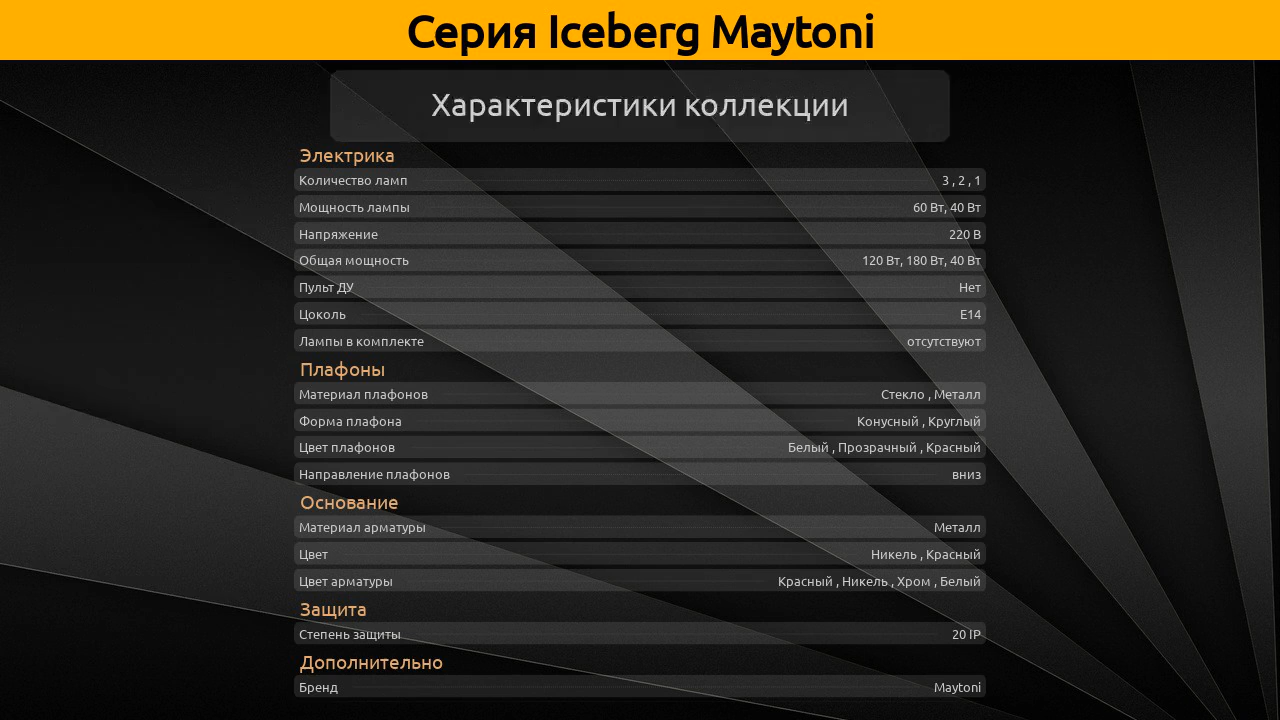 Серия Iceberg Maytoni
Характеристики коллекции
Электрика
Количество ламп 3 , 2 , 1
Мощность лампы 60 Вт, 40 Вт
Напряжение 220 В
Общая мощность 120 Вт, 180 Вт, 40 Вт
Пульт ДУ Нет
Цоколь E14
Лампы в комплекте отсутствуют
Плафоны
Материал плафонов Стекло , Металл
Форма плафона Конусный , Круглый
Цвет плафонов Белый , Прозрачный , Красный
Направление плафонов вниз
Основание
Материал арматуры Металл
Цвет Никель , Красный
Цвет арматуры Красный , Никель , Хром , Белый
Защита
Степень защиты 20 IP
Дополнительно
Бренд Maytoni